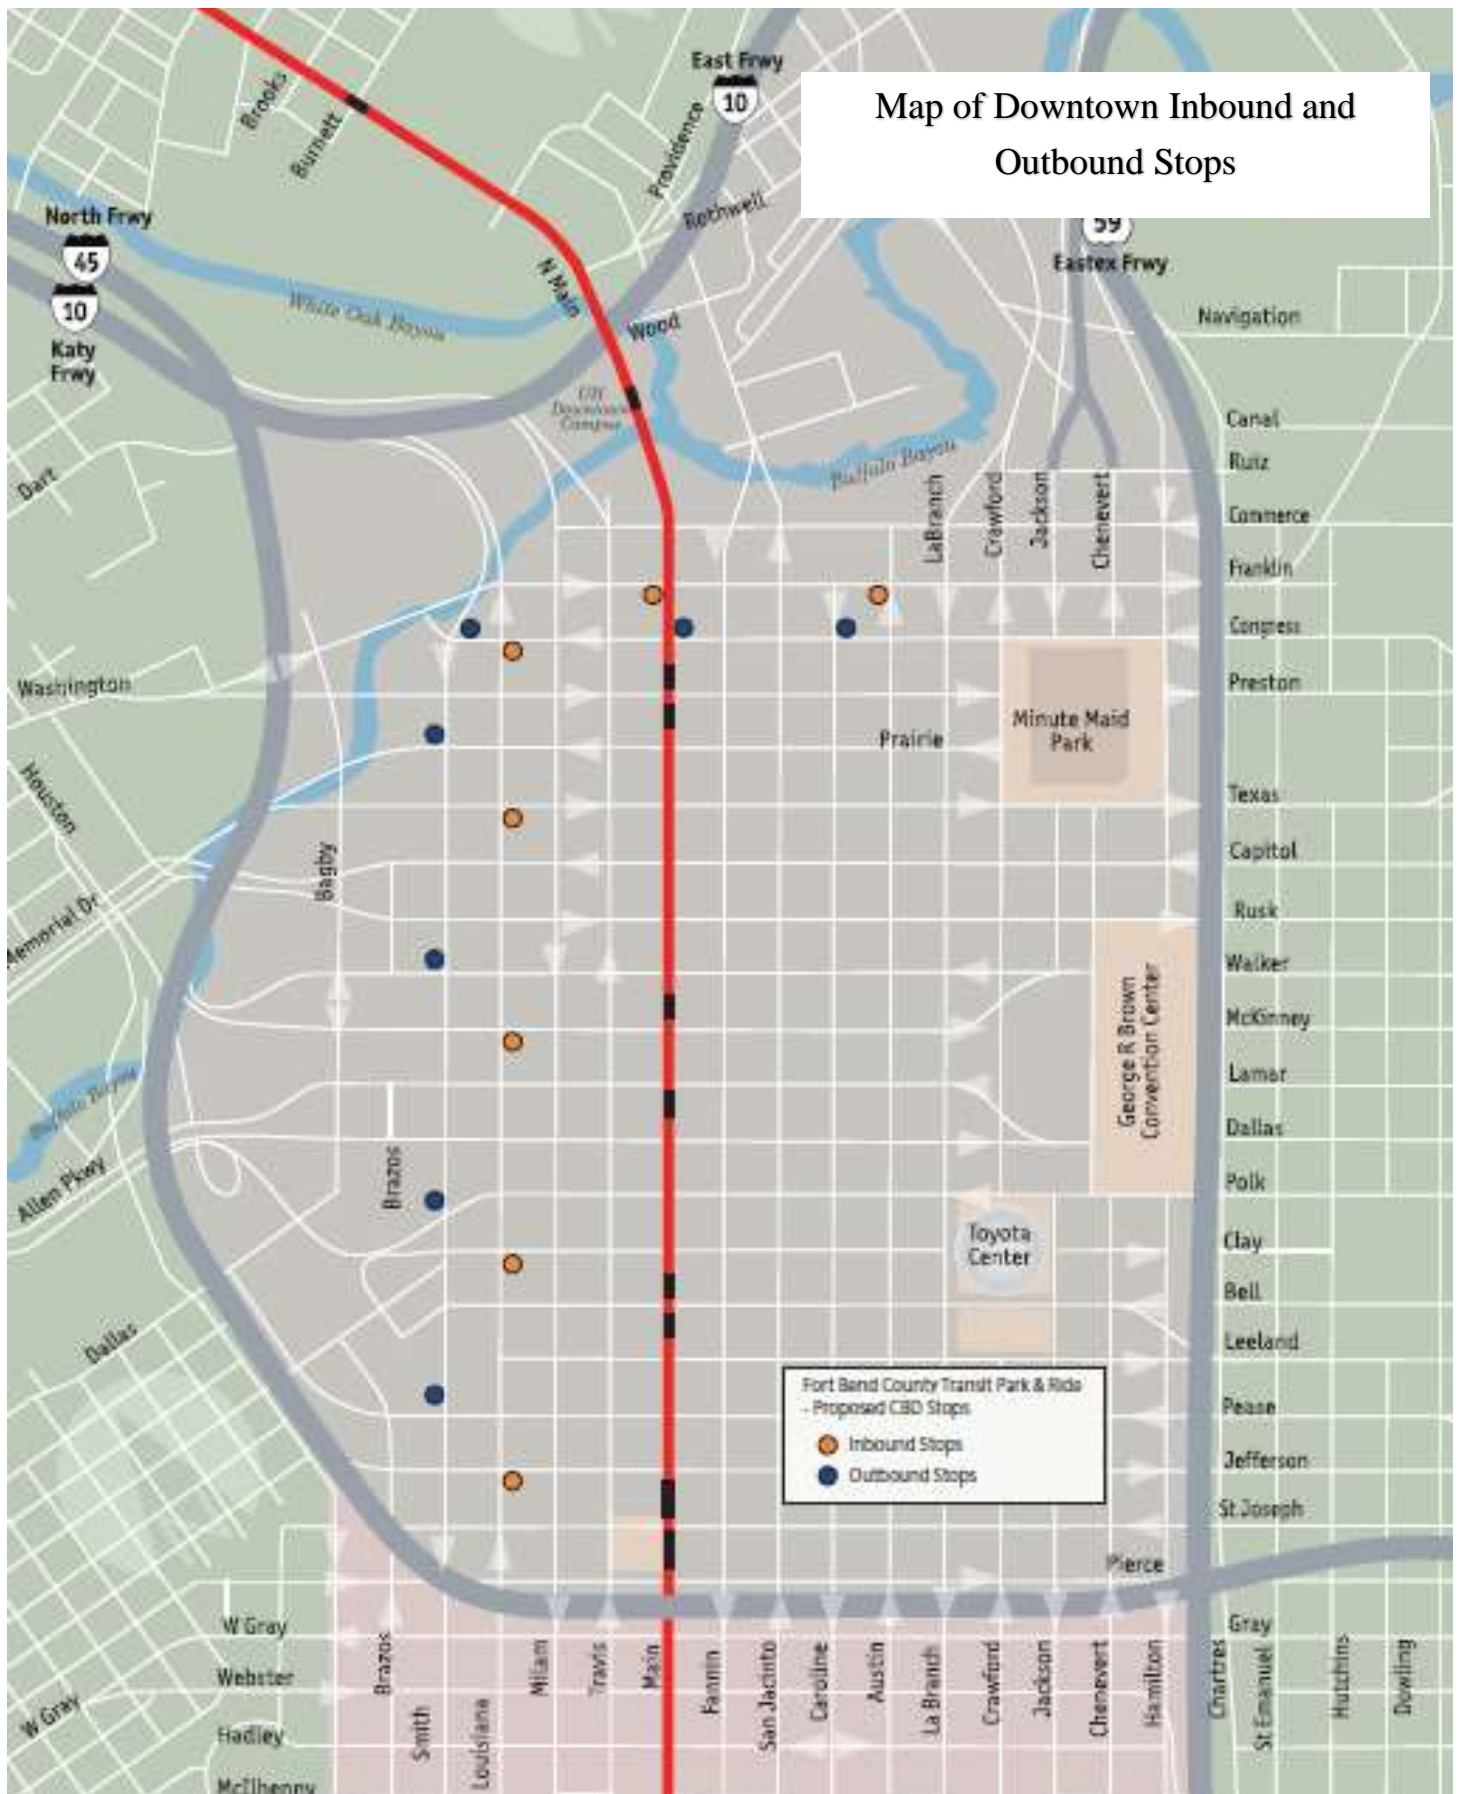 Map of Downtown Inbound and
Outbound Stops
East Frwy
10
Brooks
Burnett
Providence
Rothwell
North Frwy
45
10
Katy
Frwy
White Oak Bayou
N Main
Wood
59
Eastex Frwy
Navigation
UH
Downtown
Campus
Buffalo Bayou
Canal
Ruiz
Commerce
Franklin
Congress
Preston
Texas
Capitol
Rusk
Walker
McKinney
Lamar
Dallas
Polk
Clay
Bell
Leeland
Pease
Jefferson
St Joseph
Pierce
Gray
LaBranch
Crawford
Jackson
Chenevert
Dart
Washington
Houston
Memorial Dr
Bagby
Prairie
Minute Maid
Park
George R Brown
Convention Center
Buffalo Bayou
Allen Pkwy
Brazos
Toyota
Center
Dallas
Fort Bend County Transit Park & Ride
- Proposed CBD Stops
Inbound Stops
Outbound Stops
W Gray
Webster
W Gray
Hadley
McIlhenny
Brazos
Smith
Louisiana
Milam
Travis
Main
Fannin
San Jacinto
Caroline
Austin
La Branch
Crawford
Jackson
Chenevert
Hamilton
Chartres
St Emanuel
Hutchins
Dowling